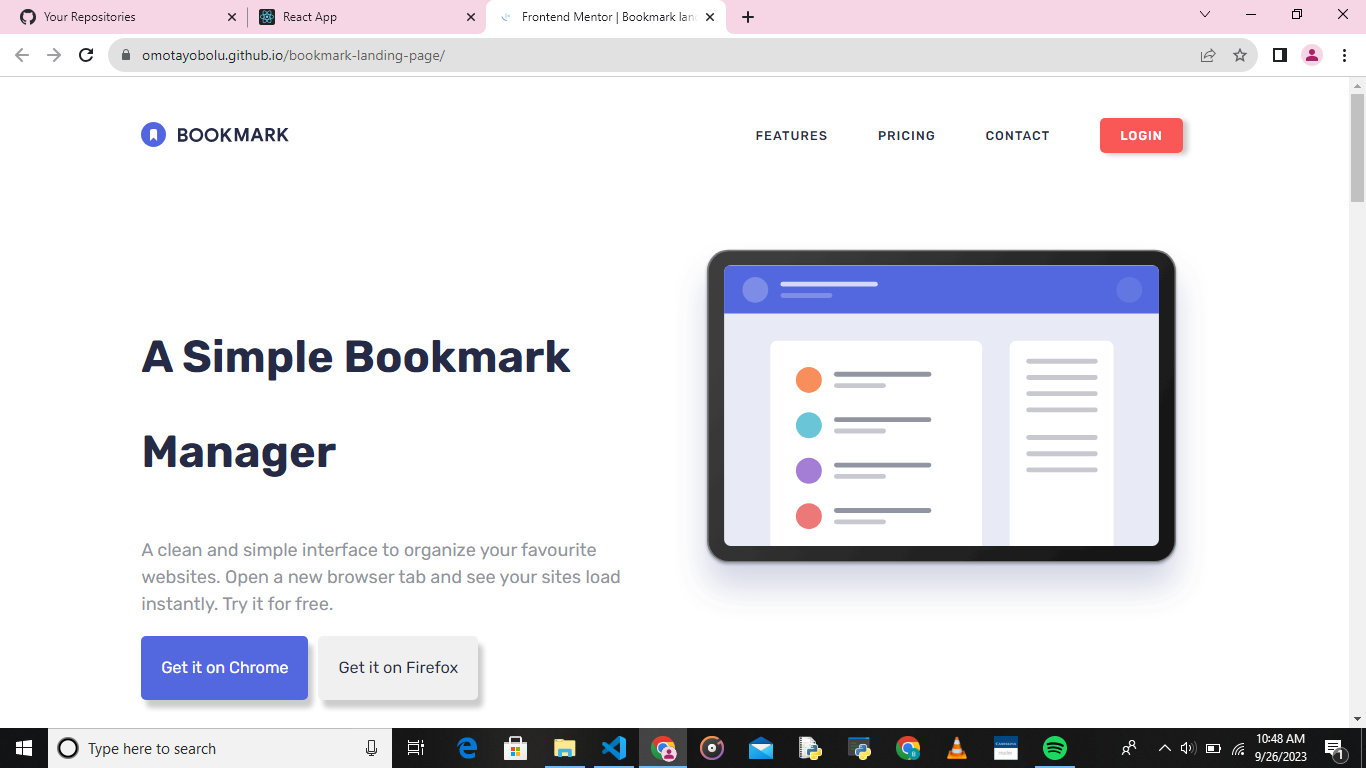 Your Repositories
React App
Frontend Mentor | Bookmark lan
omotayobolu.github.io/bookmark-landing-page/
BOOKMARK
FEATURES
PRICING
CONTACT
LOGIN
A Simple Bookmark
Manager
A clean and simple interface to organize your favourite
websites. Open a new browser tab and see your sites load
instantly. Try it for free.
Get it on Chrome
Get it on Firefox
Type here to search
1
10:48 AM
9/26/2023
1